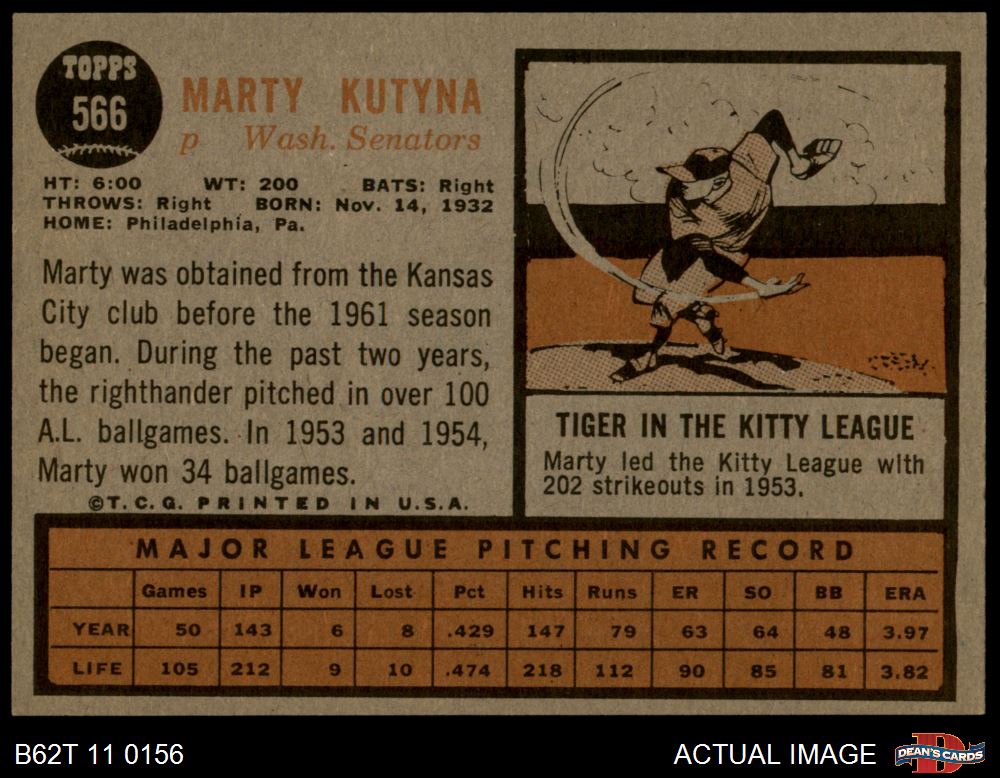 TOPPS
566
MARTY KUTYNA
p Wash. Senators
HT: 6:00 WT: 200 BATS: Right
THROWS: Right BORN: Nov. 14, 1932
HOME: Philadelphia, Pa.
Marty was obtained from the Kansas
City club before the 1961 season
began. During the past two years,
the righthander pitched in over 100
A.L. ballgames. In 1953 and 1954,
Marty won 34 ballgames.
©T.C.G. PRINTED IN U.S.A.
TIGER IN THE KITTY LEAGUE
Marty led the Kitty League with
202 strikeouts in 1953.
MAJOR LEAGUE PITCHING RECORD
Games IP Won Lost Pct Hits Runs ER SO BB ERA
YEAR 50 143 6 8 .429 147 79 63 64 48 3.97
LIFE 105 212 9 10 .474 218 112 90 85 81 3.82
B62T 11 0156
ACTUAL IMAGE
D
DEAN'S CARDS